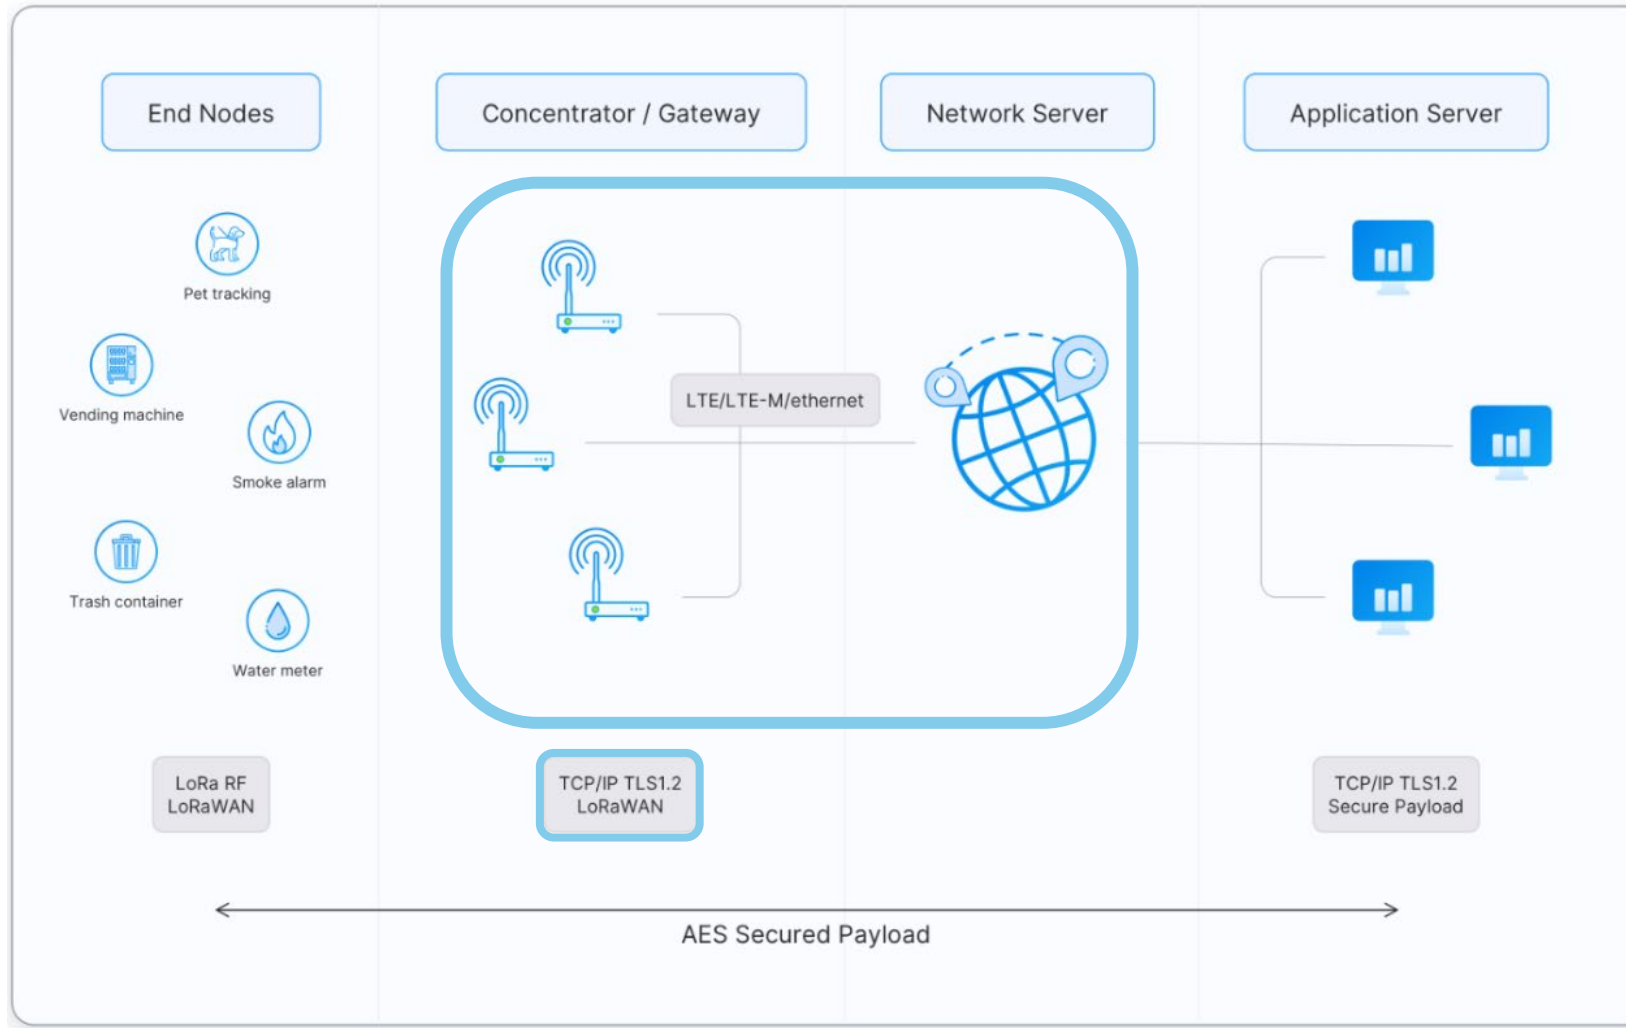 End Nodes
Concentrator / Gateway
Network Server
Application Server
Pet tracking
Vending machine
Smoke alarm
Trash container
Water meter
LTE/LTE-M/ethernet
LoRa RF
LoRaWAN
TCP/IP TLS1.2
LoRaWAN
TCP/IP TLS1.2
Secure Payload
AES Secured Payload